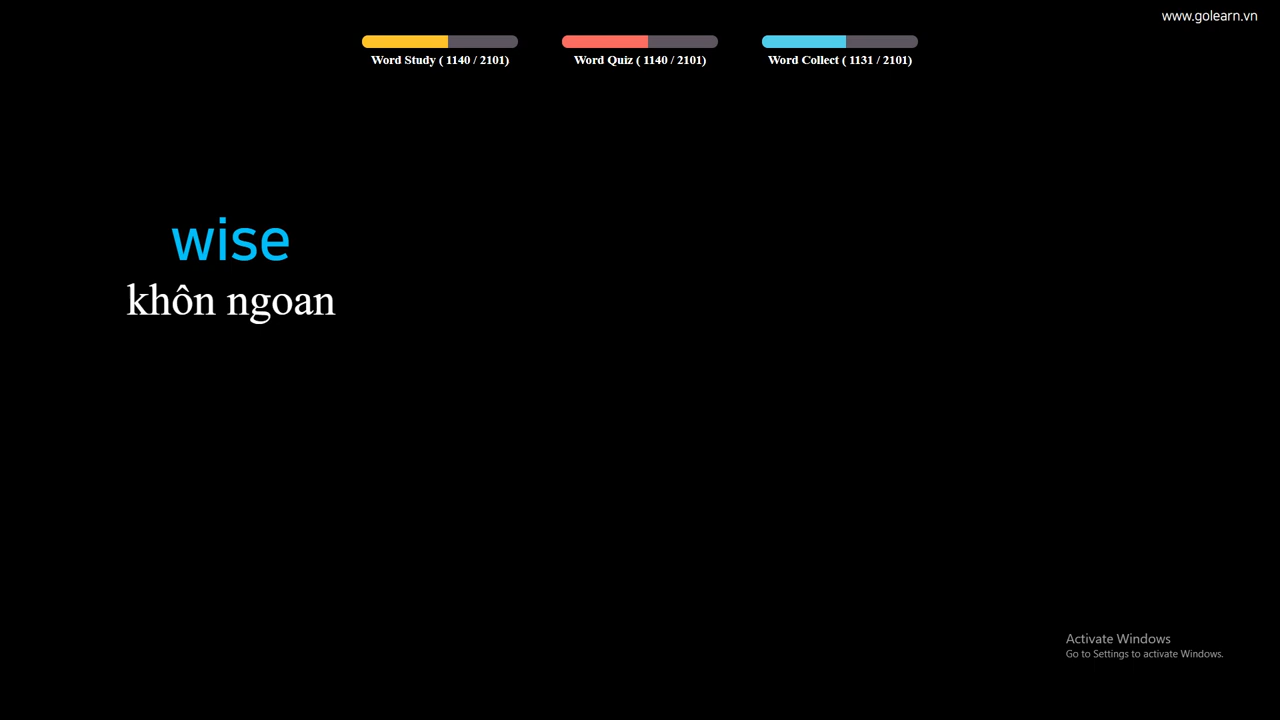 www.golearn.vn
Word Study ( 1140 / 2101)
Word Quiz ( 1140 / 2101)
Word Collect ( 1131 / 2101)
wise
khôn ngoan
Activate Windows
Go to Settings to activate Windows.